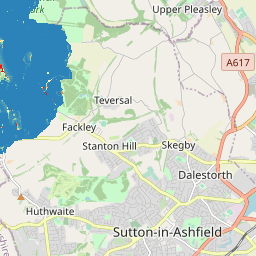 Upper Pleasley
A617
Teversal
Fackley
Stanton Hill
Skegby
Dalestorth
Huthwaite
Sutton-in-Ashfield